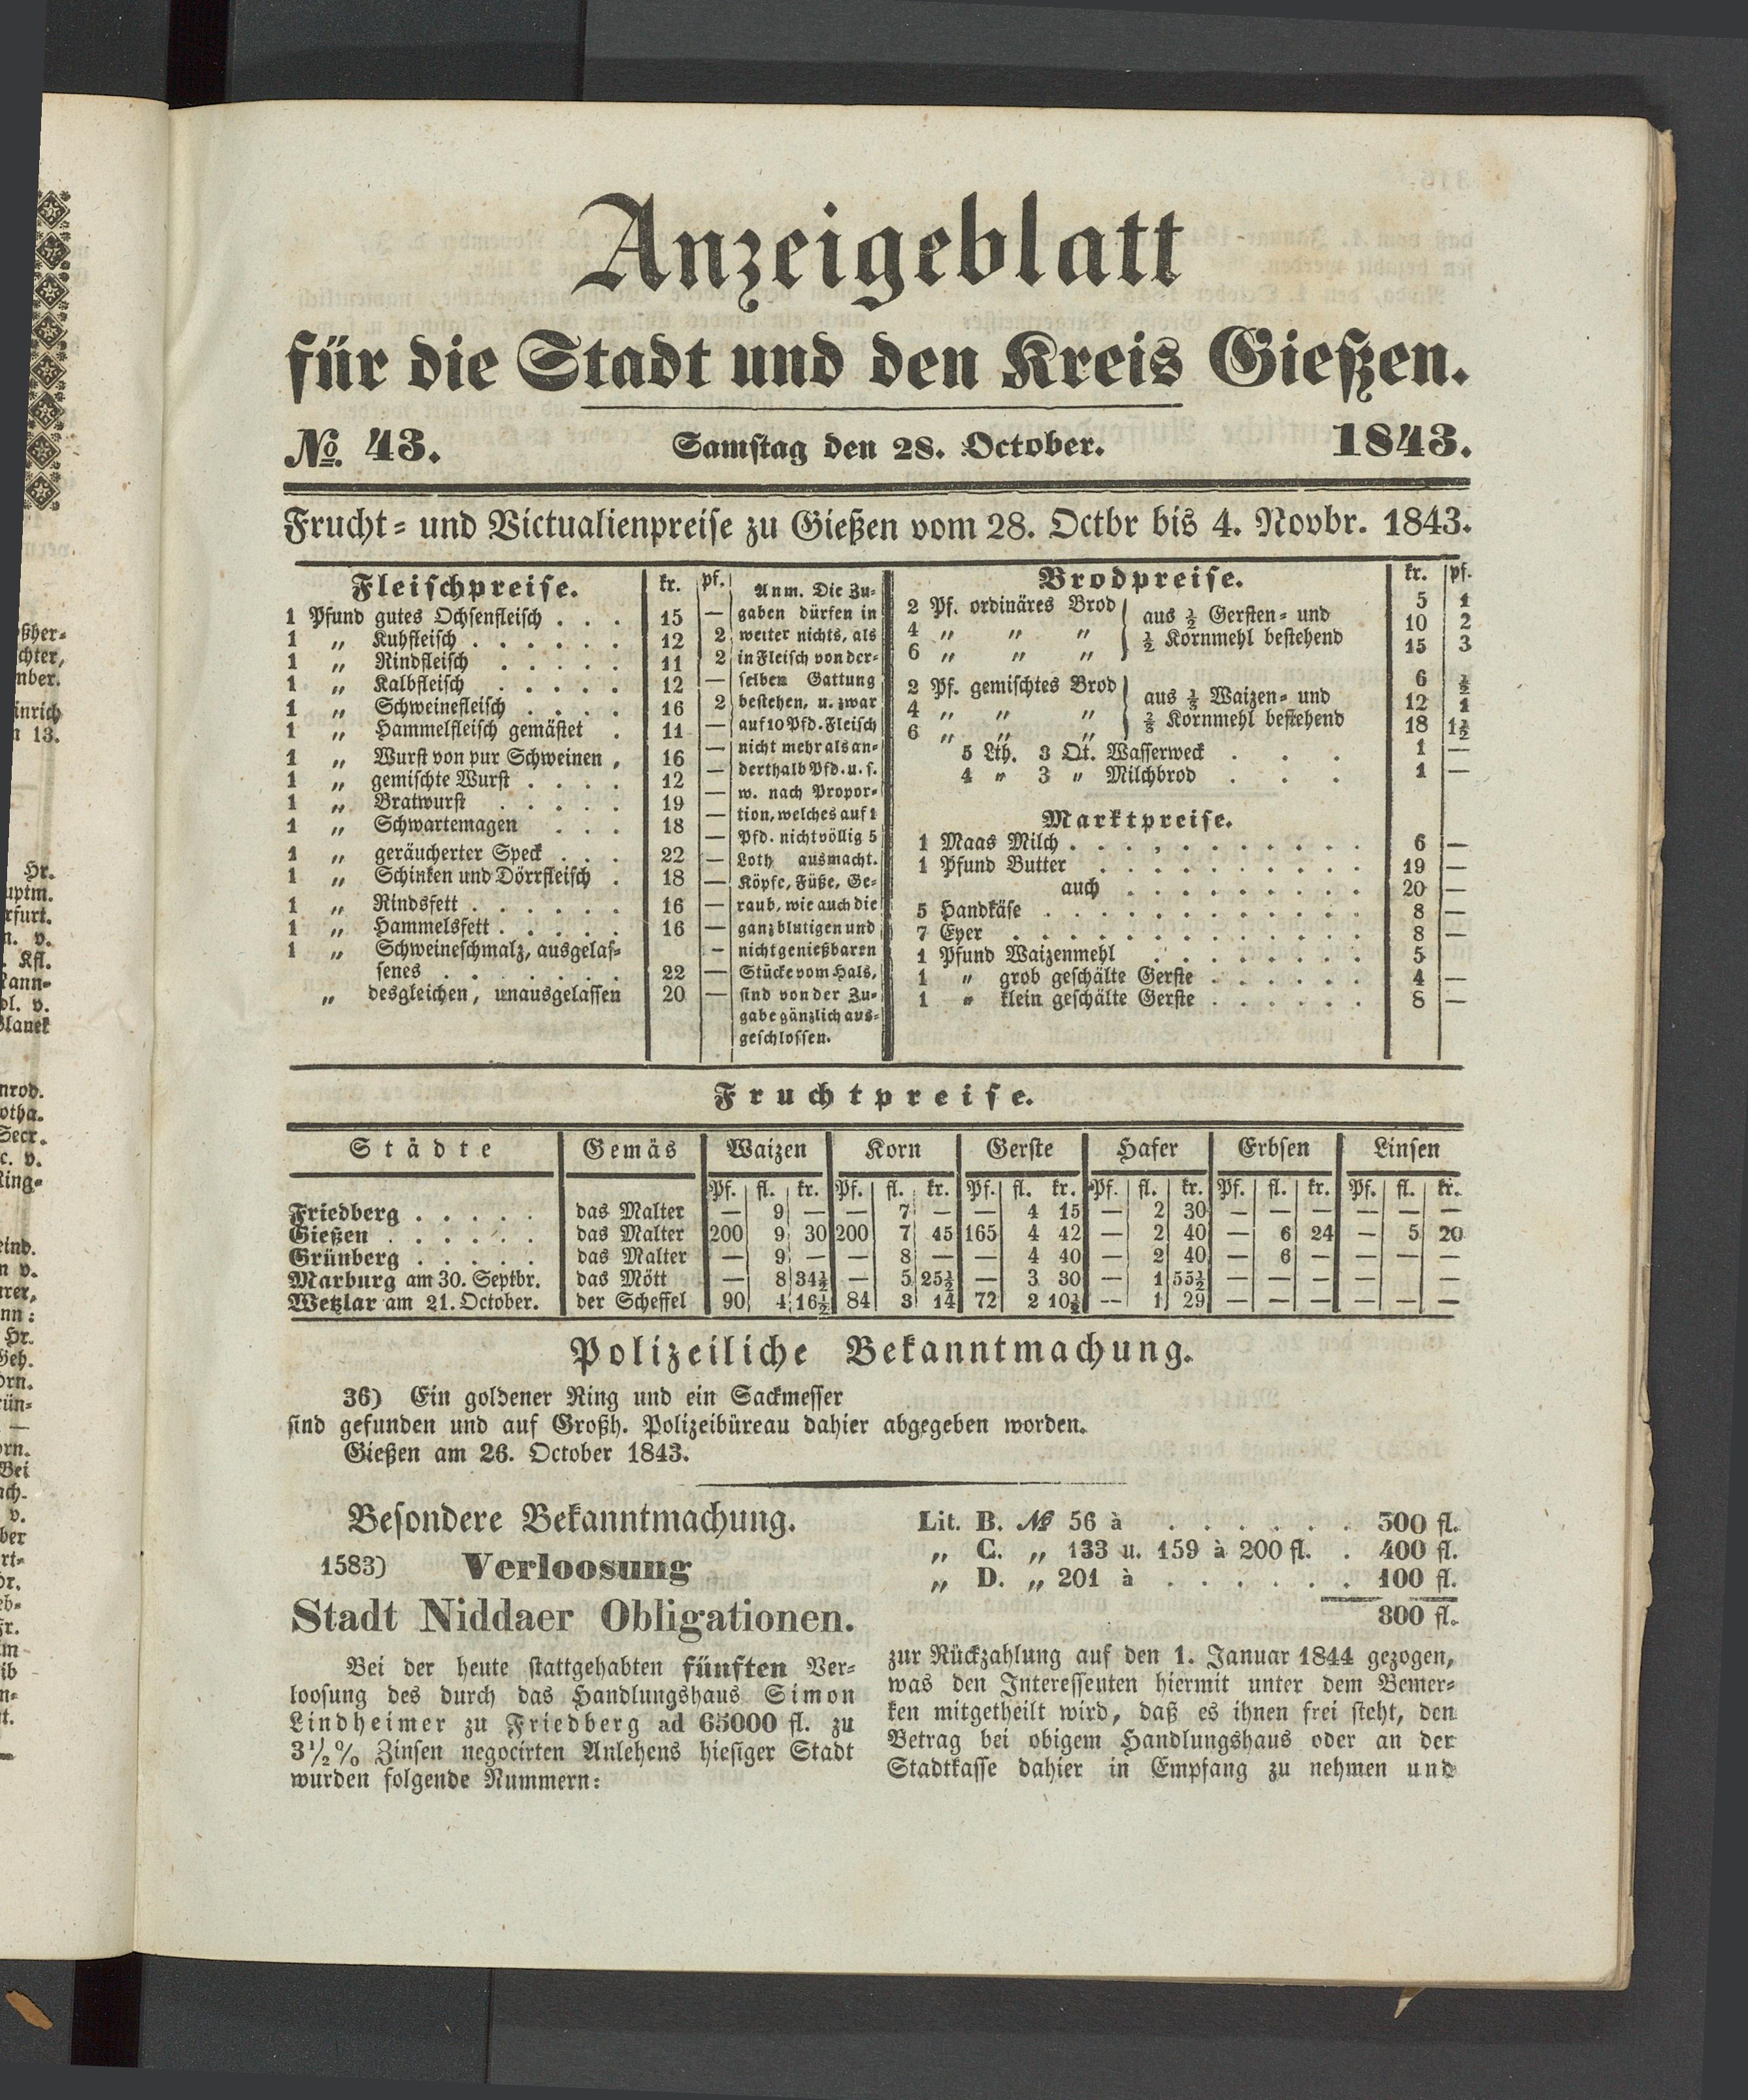 Anzeigeblatt
für die Stadt und den Kreis Gießen.
No. 43. Samstag den 28. October. 1843.
Frucht- und Victualienpreise zu Gießen vom 28. Octbr bis 4. Novbr. 1843.
Fleischpreise. kr. pf.
1 Pfund gutes Ochsenfleisch . . . 15 —
1 „ Kuhfleisch . . . . . . 12 2
1 „ Rindfleisch . . . . . 11 2
1 „ Kalbfleisch . . . . . 12 —
1 „ Schweinefleisch . . . . 16 2
1 „ Hammelfleisch gemästet . 11 —
1 „ Wurst von pur Schweinen , 16 —
1 „ gemischte Wurst . . . . 12 —
1 „ Bratwurst . . . . . 19 —
1 „ Schwartemagen . . . 18 —
1 „ geräucherter Speck . . . 22 —
1 „ Schinken und Dörrfleisch . 18 —
1 „ Rindsfett . . . . . . 16 —
1 „ Hammelsfett . . . . . 16 —
1 „ Schweineschmalz, ausgelas-
senes . . . . . . . 22 —
„ desgleichen, unausgelassen 20 —
Anm. Die Zu-
gaben dürfen in
weiter nichts, als
in Fleisch von der-
selben Gattung
bestehen, u. zwar
auf 10 Pfd. Fleisch
nicht mehr als an-
derthalb Pfd. u. s.
w. nach Propor-
tion, welches auf 1
Pfd. nicht völlig 5
Loth ausmacht.
Köpfe, Füße, Ge-
raub, wie auch die
ganz blutigen und
nicht genießbaren
Stücke vom Hals,
sind von der Zu-
gabe gänzlich aus-
geschlossen.
Brodpreise. kr. pf.
2 Pf. ordinäres Brod aus ½ Gersten- und 5 1
4 „ „ „ ½ Kornmehl bestehend 10 2
6 „ „ „ 15 3
2 Pf. gemischtes Brod aus ⅓ Waizen- und 6 ½
4 „ „ „ ⅔ Kornmehl bestehend 12 1
6 „ „ „ 18 1½
5 Lth. 3 Qt. Wasserweck . . . 1 —
4 „ 3 „ Milchbrod . . . 1 —
Marktpreise.
1 Maas Milch . . . . . . . . . . . 6 —
1 Pfund Butter . . . . . . . . . . 19 —
auch . . . . . . . . . 20 —
5 Handkäse . . . . . . . . . . . . 8 —
7 Eyer . . . . . . . . . . . . . 8 —
1 Pfund Waizenmehl . . . . . . . . 5
1 „ grob geschälte Gerste . . . . . . 4 —
1 „ klein geschälte Gerste . . . . . . 8 —
Fruchtpreise.
Städte Gemäs Waizen Korn Gerste Hafer Erbsen Linsen
Pf. fl. kr. Pf. fl. kr. Pf. fl. kr. Pf. fl. kr. Pf. fl. kr. Pf. fl. kr.
Friedberg . . . . . das Malter — 9 — — 7 — — 4 15 — 2 30 — — — — — —
Gießen . . . . . . das Malter 200 9 30 200 7 45 165 4 42 — 2 40 — 6 24 — 5 20
Grünberg . . . . . das Malter — 9 — — 8 — — 4 40 — 2 40 — 6 — — — —
Marburg am 30. Septbr. das Mött — 8 34½ — 5 25½ — 3 30 — 1 55½ — — — — — —
Wetzlar am 21. October. der Scheffel 90 4 16½ 84 3 14 72 2 10½ — 1 29 — — — — — —
Polizeiliche Bekanntmachung.
36) Ein goldener Ring und ein Sackmesser
sind gefunden und auf Großh. Polizeibüreau dahier abgegeben worden.
Gießen am 26. October 1843.
Besondere Bekanntmachung.
1583) Verloosung
Stadt Niddaer Obligationen.
Bei der heute stattgehabten fünften Ver-
loosung des durch das Handlungshaus Simon
Lindheimer zu Friedberg ad 65000 fl. zu
3½% Zinsen negocirten Anlehens hiesiger Stadt
wurden folgende Nummern:
Lit. B. № 56 à . . . . . . 300 fl.
„ C. „ 133 u. 159 à 200 fl. . 400 fl.
„ D. „ 201 à . . . . . . 100 fl.
800 fl.
zur Rückzahlung auf den 1. Januar 1844 gezogen,
was den Interessenten hiermit unter dem Bemer-
ken mitgetheilt wird, daß es ihnen frei steht, den
Betrag bei obigem Handlungshaus oder an der
Stadtkasse dahier in Empfang zu nehmen und